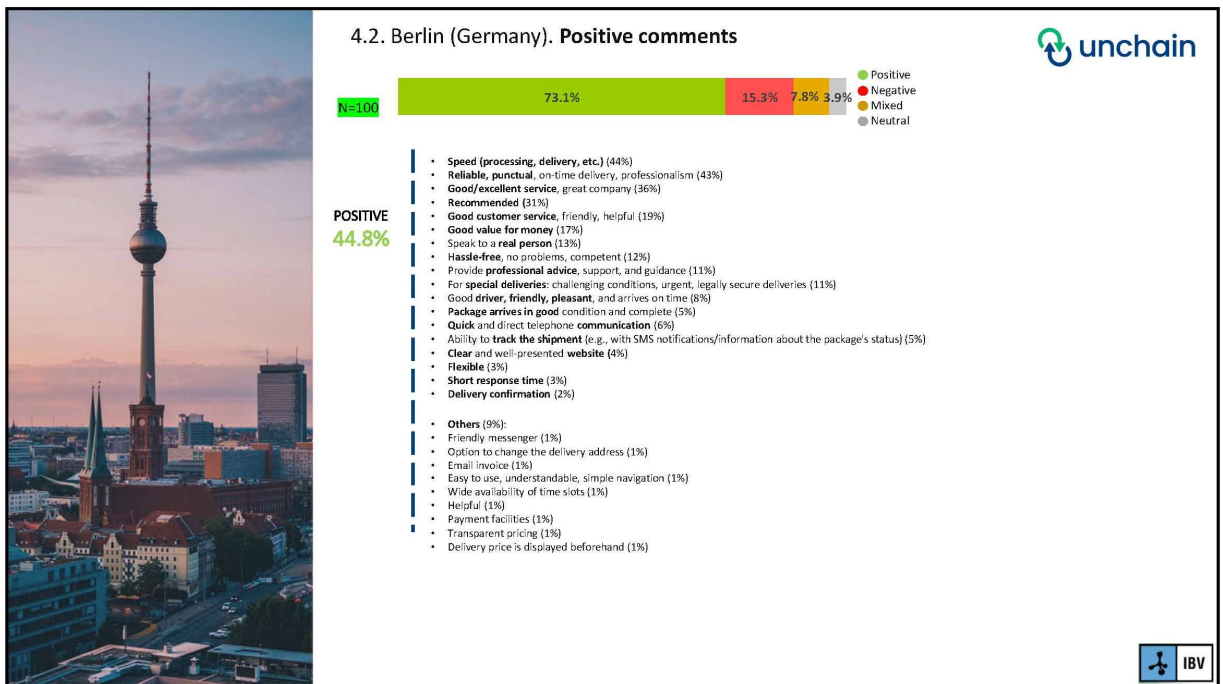 4.2. Berlin (Germany). Positive comments
unchain
N=100
73.1%
15.3%
7.8%
3.9%
Positive
Negative
Mixed
Neutral
POSITIVE
44.8%
• Speed (processing, delivery, etc.) (44%)
• Reliable, punctual, on-time delivery, professionalism (43%)
• Good/excellent service, great company (36%)
• Recommended (31%)
• Good customer service, friendly, helpful (19%)
• Good value for money (17%)
• Speak to a real person (13%)
• Hassle-free, no problems, competent (12%)
• Provide professional advice, support, and guidance (11%)
• For special deliveries: challenging conditions, urgent, legally secure deliveries (11%)
• Good driver, friendly, pleasant, and arrives on time (8%)
• Package arrives in good condition and complete (5%)
• Quick and direct telephone communication (6%)
• Ability to track the shipment (e.g., with SMS notifications/information about the package's status) (5%)
• Clear and well-presented website (4%)
• Flexible (3%)
• Short response time (3%)
• Delivery confirmation (2%)
• Others (9%):
• Friendly messenger (1%)
• Option to change the delivery address (1%)
• Email invoice (1%)
• Easy to use, understandable, simple navigation (1%)
• Wide availability of time slots (1%)
• Helpful (1%)
• Payment facilities (1%)
• Transparent pricing (1%)
• Delivery price is displayed beforehand (1%)
IBV